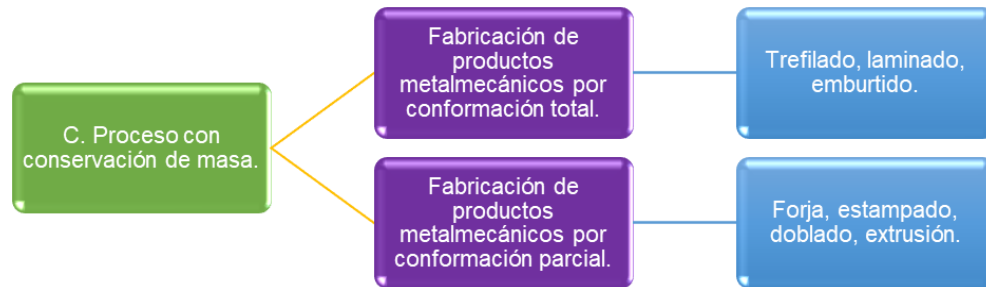 C. Proceso con
conservación de masa.
Fabricación de
productos
metalmecánicos por
conformación total.
Trefilado, laminado,
emburtido.
Fabricación de
productos
metalmecánicos por
conformación parcial.
Forja, estampado,
doblado, extrusión.